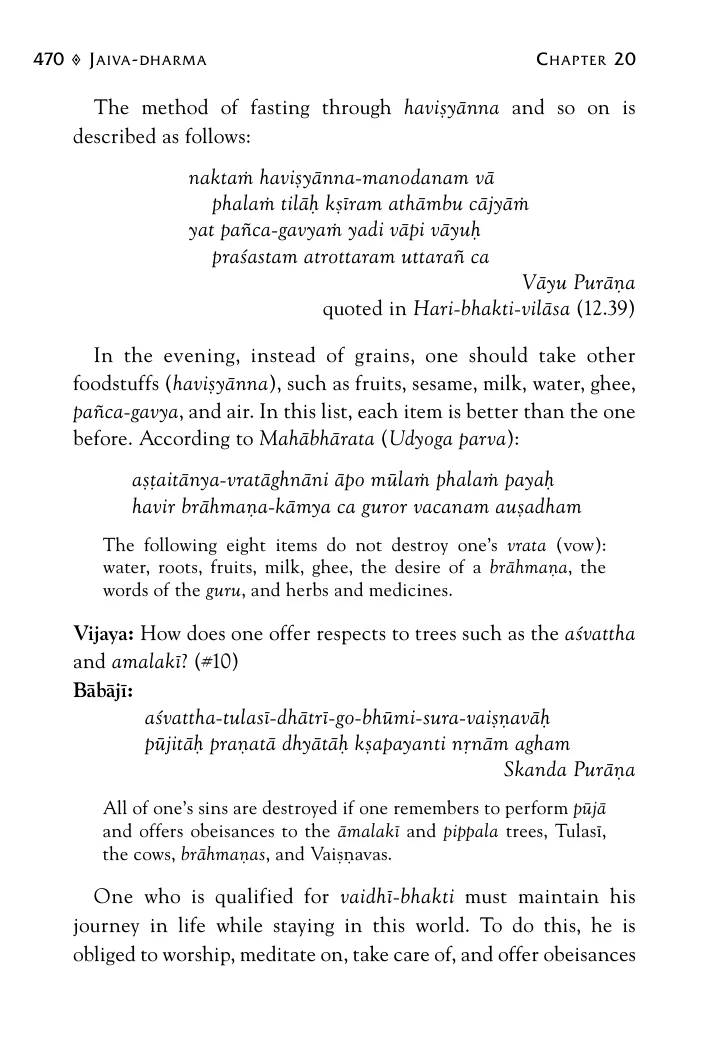 470 ◈ JAIVA-DHARMA CHAPTER 20
The method of fasting through haviṣyānna and so on is
described as follows:
naktaṁ haviṣyānna-manodanam vā
phalaṁ tilāḥ kṣīram athāmbu cājyāṁ
yat pañca-gavyaṁ yadi vāpi vāyuḥ
praśastam atrottaram uttarañ ca
Vāyu Purāṇa
quoted in Hari-bhakti-vilāsa (12.39)
In the evening, instead of grains, one should take other
foodstuffs (haviṣyānna), such as fruits, sesame, milk, water, ghee,
pañca-gavya, and air. In this list, each item is better than the one
before. According to Mahābhārata (Udyoga parva):
aṣṭaitānya-vratāghnāni āpo mūlaṁ phalaṁ payaḥ
havir brāhmaṇa-kāmya ca guror vacanam auṣadham
The following eight items do not destroy one's vrata (vow):
water, roots, fruits, milk, ghee, the desire of a brāhmaṇa, the
words of the guru, and herbs and medicines.
Vijaya: How does one offer respects to trees such as the aśvattha
and amalakī? (#10)
Bābājī:
aśvattha-tulasī-dhātrī-go-bhūmi-sura-vaiṣṇavāḥ
pūjitāḥ praṇatā dhyātāḥ kṣapayanti nṛnām agham
Skanda Purāṇa
All of one's sins are destroyed if one remembers to perform pūjā
and offers obeisances to the āmalakī and pippala trees, Tulasī,
the cows, brāhmaṇas, and Vaiṣṇavas.
One who is qualified for vaidhī-bhakti must maintain his
journey in life while staying in this world. To do this, he is
obliged to worship, meditate on, take care of, and offer obeisances